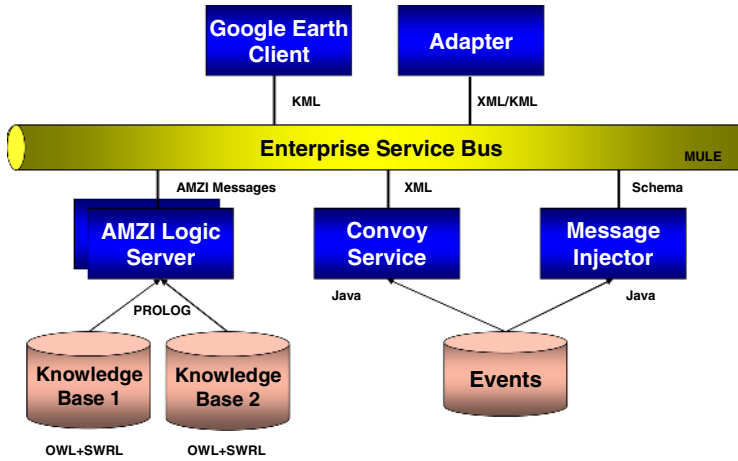 Google Earth
Client
Adapter
KML
XML/KML
Enterprise Service Bus
MULE
AMZI Messages
XML
Schema
AMZI Logic
Server
Convoy
Service
Message
Injector
PROLOG
Java
Java
Knowledge
Base 1
Knowledge
Base 2
Events
OWL+SWRL
OWL+SWRL